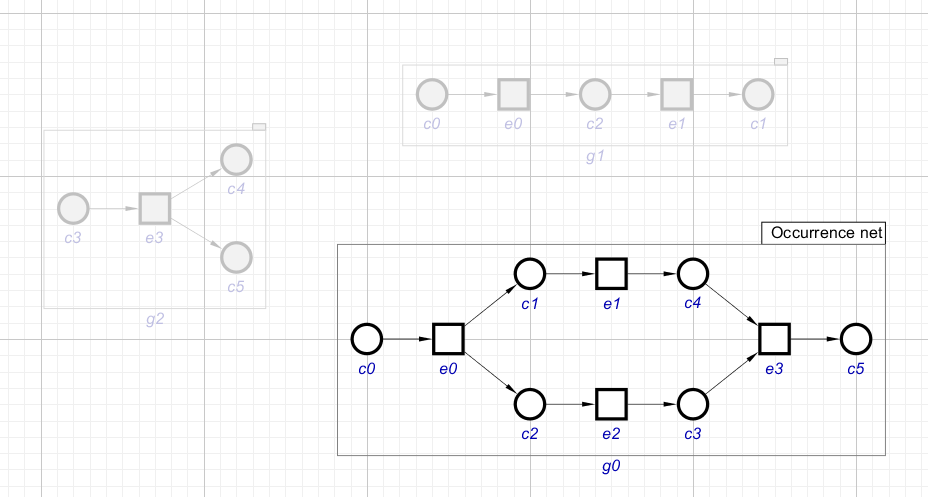 c0 e0 c2 e1 c1
g1
c4
c3 e3
c5
g2
Occurrence net
c1 e1 c4
c0 e0 e3 c5
c2 e2 c3
g0